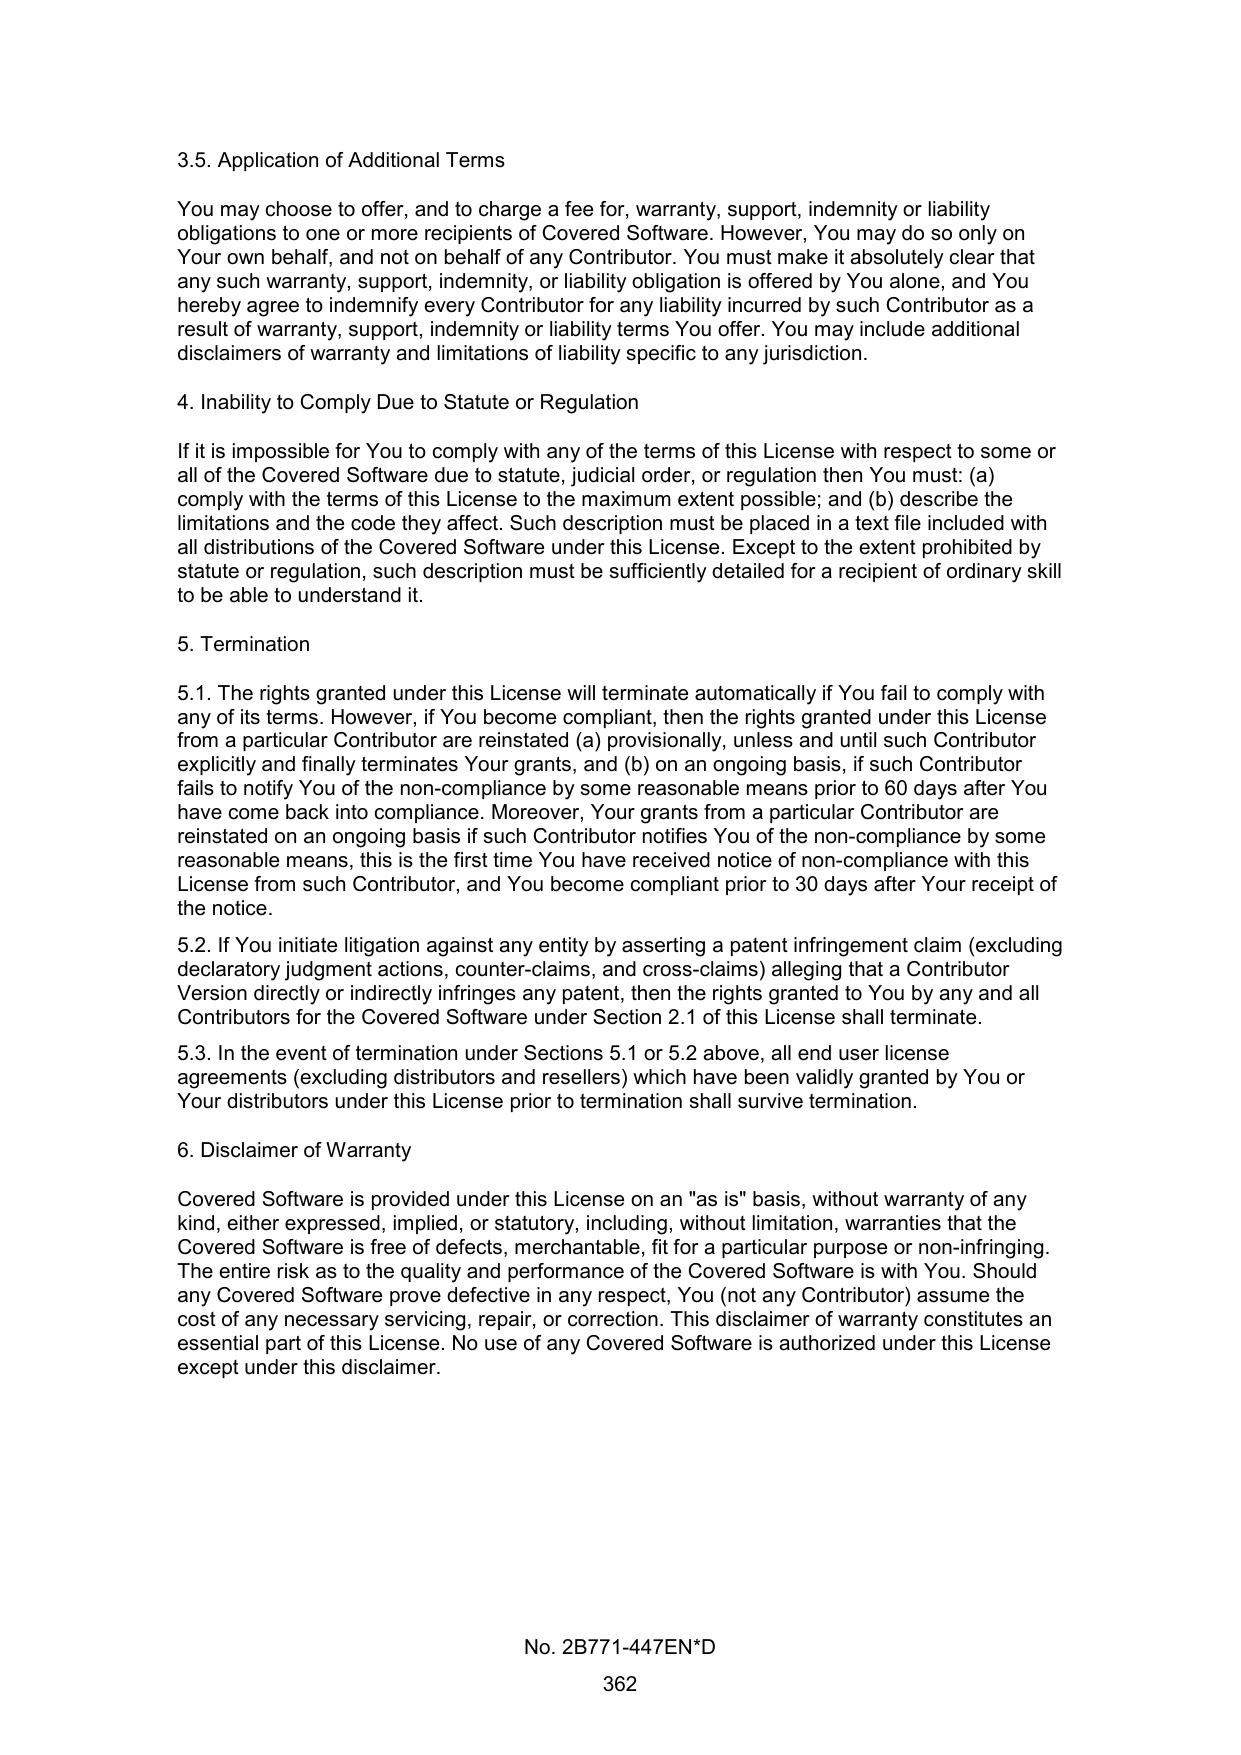 3.5. Application of Additional Terms
You may choose to offer, and to charge a fee for, warranty, support, indemnity or liability
obligations to one or more recipients of Covered Software. However, You may do so only on
Your own behalf, and not on behalf of any Contributor. You must make it absolutely clear that
any such warranty, support, indemnity, or liability obligation is offered by You alone, and You
hereby agree to indemnify every Contributor for any liability incurred by such Contributor as a
result of warranty, support, indemnity or liability terms You offer. You may include additional
disclaimers of warranty and limitations of liability specific to any jurisdiction.
4. Inability to Comply Due to Statute or Regulation
If it is impossible for You to comply with any of the terms of this License with respect to some or
all of the Covered Software due to statute, judicial order, or regulation then You must: (a)
comply with the terms of this License to the maximum extent possible; and (b) describe the
limitations and the code they affect. Such description must be placed in a text file included with
all distributions of the Covered Software under this License. Except to the extent prohibited by
statute or regulation, such description must be sufficiently detailed for a recipient of ordinary skill
to be able to understand it.
5. Termination
5.1. The rights granted under this License will terminate automatically if You fail to comply with
any of its terms. However, if You become compliant, then the rights granted under this License
from a particular Contributor are reinstated (a) provisionally, unless and until such Contributor
explicitly and finally terminates Your grants, and (b) on an ongoing basis, if such Contributor
fails to notify You of the non-compliance by some reasonable means prior to 60 days after You
have come back into compliance. Moreover, Your grants from a particular Contributor are
reinstated on an ongoing basis if such Contributor notifies You of the non-compliance by some
reasonable means, this is the first time You have received notice of non-compliance with this
License from such Contributor, and You become compliant prior to 30 days after Your receipt of
the notice.
5.2. If You initiate litigation against any entity by asserting a patent infringement claim (excluding
declaratory judgment actions, counter-claims, and cross-claims) alleging that a Contributor
Version directly or indirectly infringes any patent, then the rights granted to You by any and all
Contributors for the Covered Software under Section 2.1 of this License shall terminate.
5.3. In the event of termination under Sections 5.1 or 5.2 above, all end user license
agreements (excluding distributors and resellers) which have been validly granted by You or
Your distributors under this License prior to termination shall survive termination.
6. Disclaimer of Warranty
Covered Software is provided under this License on an "as is" basis, without warranty of any
kind, either expressed, implied, or statutory, including, without limitation, warranties that the
Covered Software is free of defects, merchantable, fit for a particular purpose or non-infringing.
The entire risk as to the quality and performance of the Covered Software is with You. Should
any Covered Software prove defective in any respect, You (not any Contributor) assume the
cost of any necessary servicing, repair, or correction. This disclaimer of warranty constitutes an
essential part of this License. No use of any Covered Software is authorized under this License
except under this disclaimer.
No. 2B771-447EN*D
362